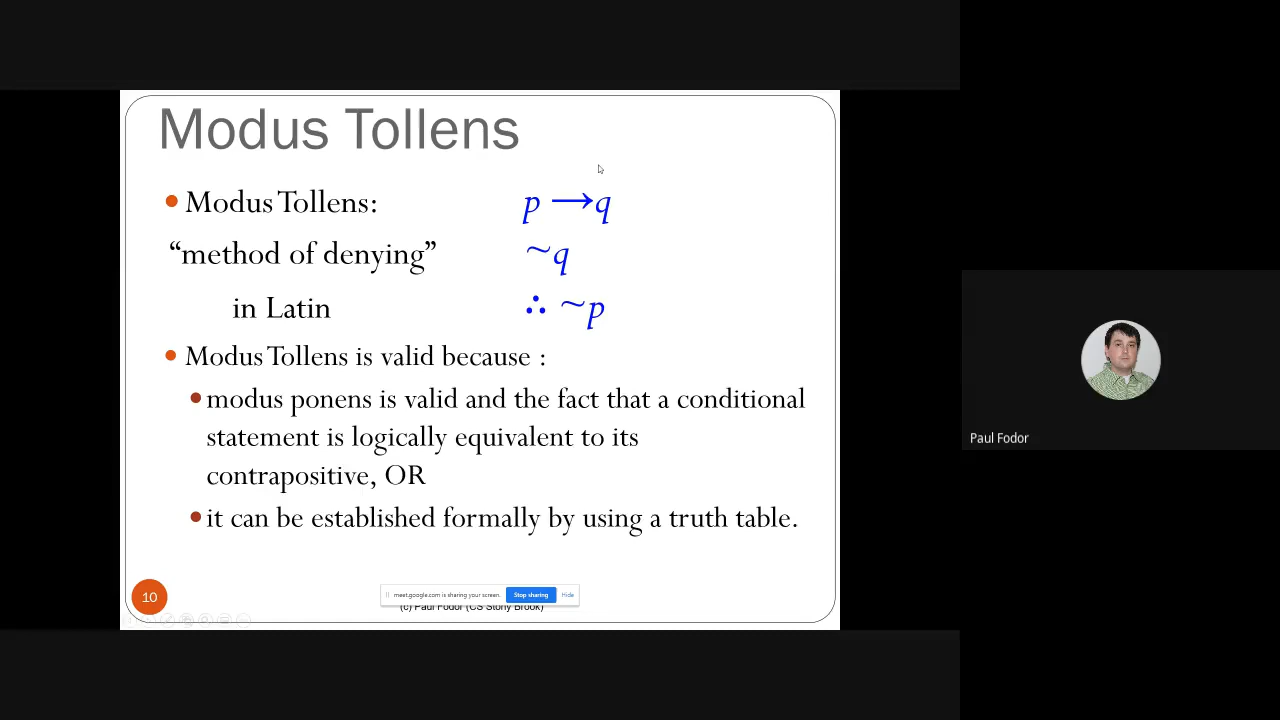 Modus Tollens
• Modus Tollens: p →q
“method of denying” ~q
in Latin ∴ ~p
• Modus Tollens is valid because :
• modus ponens is valid and the fact that a conditional
statement is logically equivalent to its
contrapositive, OR
• it can be established formally by using a truth table.
10
meet.google.com is sharing your screen. Stop sharing Hide
(c) Paul Fodor (CS Stony Brook)
Paul Fodor